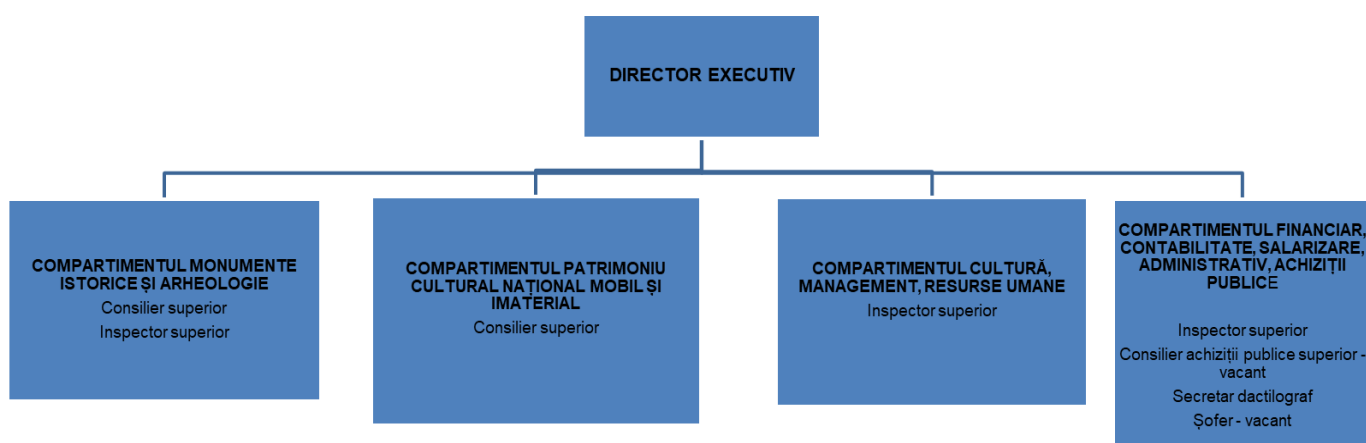 DIRECTOR EXECUTIV
COMPARTIMENTUL MONUMENTE
ISTORICE ȘI ARHEOLOGIE
Consilier superior
Inspector superior
COMPARTIMENTUL PATRIMONIU
CULTURAL NAȚIONAL MOBIL ȘI
IMATERIAL
Consilier superior
COMPARTIMENTUL CULTURĂ,
MANAGEMENT, RESURSE UMANE
Inspector superior
COMPARTIMENTUL FINANCIAR,
CONTABILITATE, SALARIZARE,
ADMINISTRATIV, ACHIZIȚII
PUBLICE
Inspector superior
Consilier achiziții publice superior -
vacant
Secretar dactilograf
Șofer - vacant